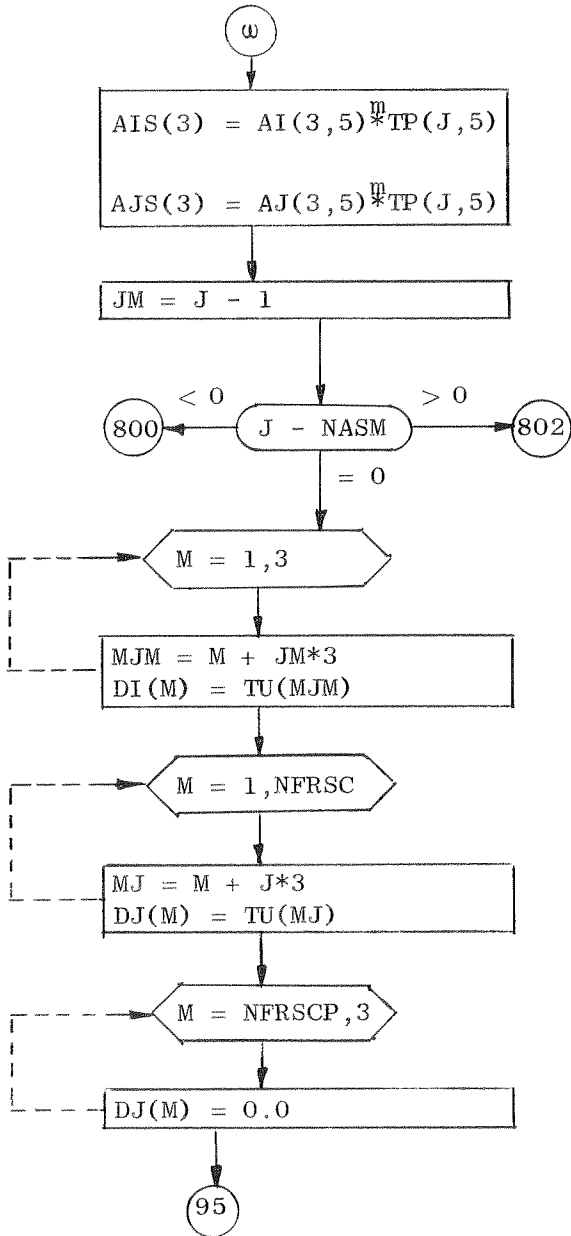 ω
m
AIS(3) = AI(3,5)*TP(J,5)
m
AJS(3) = AJ(3,5)*TP(J,5)
JM = J - 1
< 0
> 0
800
J - NASM
802
= 0
M = 1,3
MJM = M + JM*3
DI(M) = TU(MJM)
M = 1,NFRSC
MJ = M + J*3
DJ(M) = TU(MJ)
M = NFRSCP,3
DJ(M) = 0.0
95